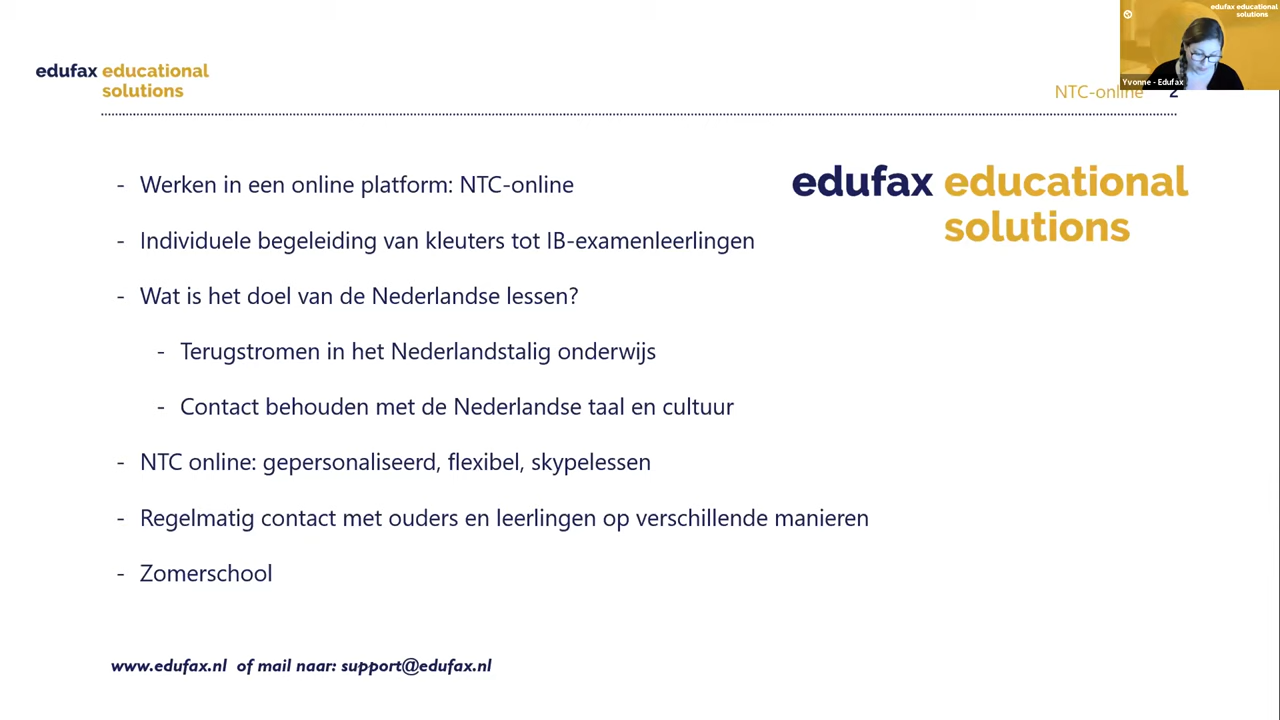 edufax educational
solutions
edufax educational
solutions
Yvonne - Edufax
NTC-online 2
edufax educational
solutions
- Werken in een online platform: NTC-online
- Individuele begeleiding van kleuters tot IB-examenleerlingen
- Wat is het doel van de Nederlandse lessen?
- Terugstromen in het Nederlandstalig onderwijs
- Contact behouden met de Nederlandse taal en cultuur
- NTC online: gepersonaliseerd, flexibel, skypelessen
- Regelmatig contact met ouders en leerlingen op verschillende manieren
- Zomerschool
www.edufax.nl of mail naar: support@edufax.nl